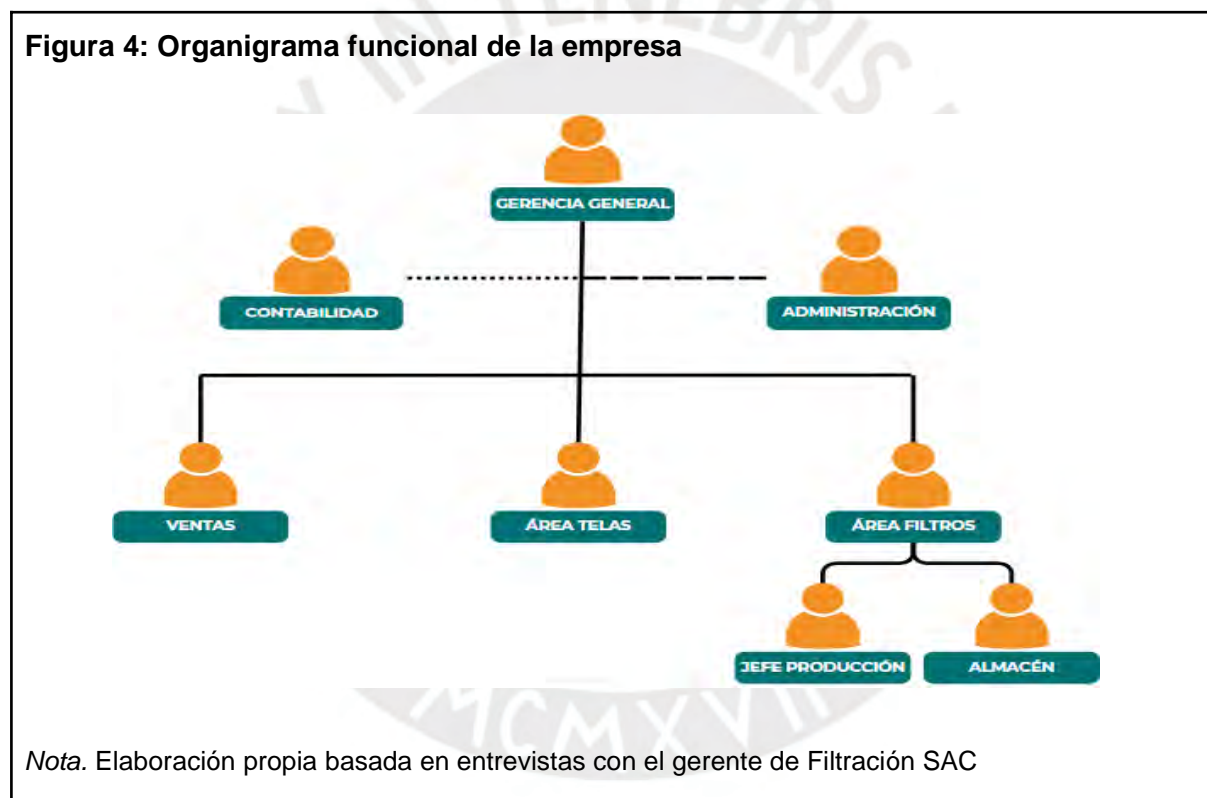 Figura 4: Organigrama funcional de la empresa
GERENCIA GENERAL
CONTABILIDAD
ADMINISTRACIÓN
VENTAS
ÁREA TELAS
ÁREA FILTROS
JEFE PRODUCCIÓN
ALMACÉN
MCMXVII
Nota. Elaboración propia basada en entrevistas con el gerente de Filtración SAC